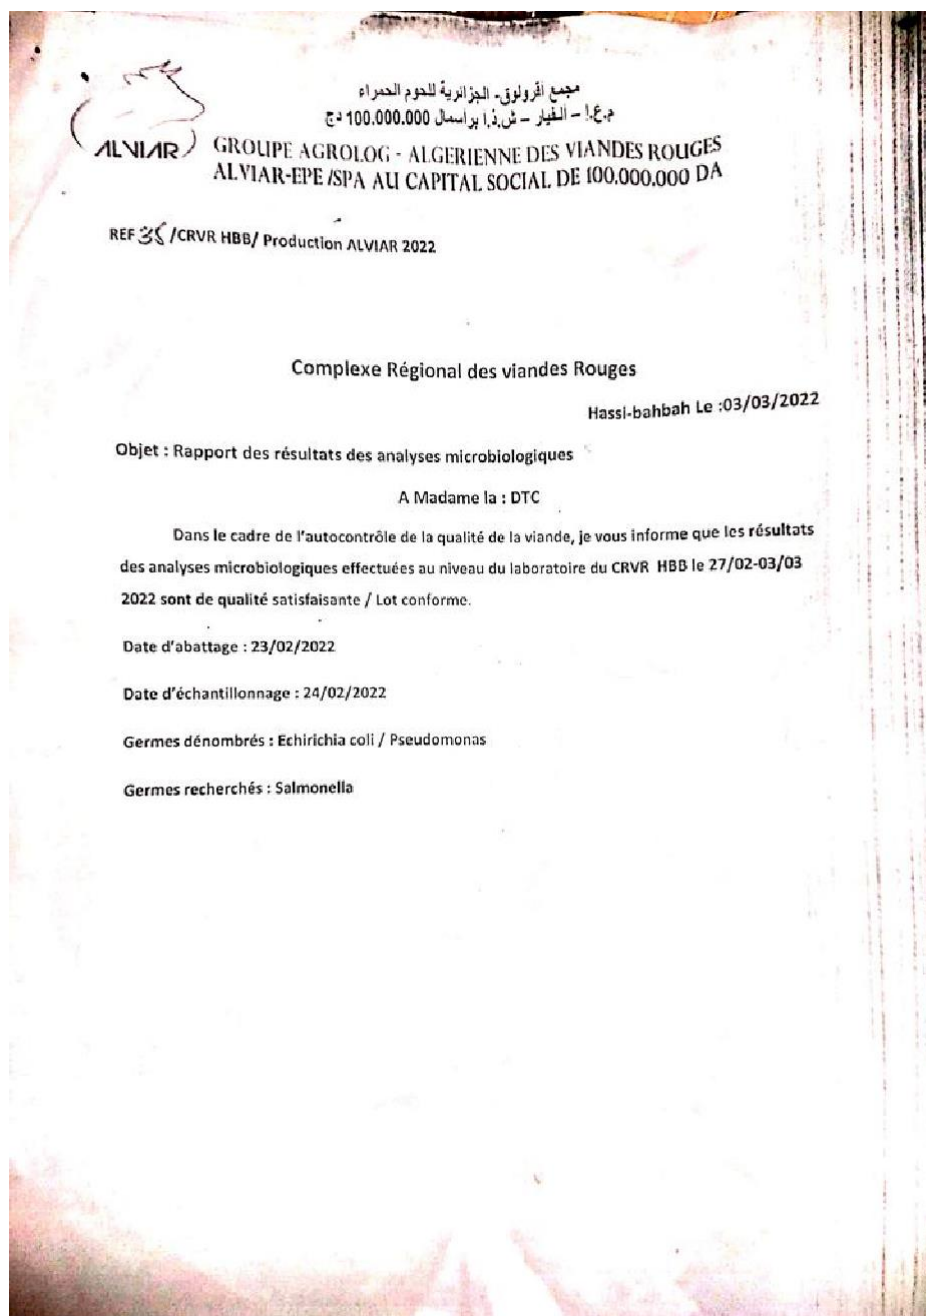 مجمع أقرولوق- الجزائرية للحوم الحمراء
م.ع.ا – ألفيار – ش.ذ.ا براسمال 100.000.000 دج
ALVIAR
GROUPE AGROLOG - ALGERIENNE DES VIANDES ROUGES
ALVIAR-EPE /SPA AU CAPITAL SOCIAL DE 100.000.000 DA
REF 35 /CRVR HBB/ Production ALVIAR 2022
Complexe Régional des viandes Rouges
Hassi-bahbah Le :03/03/2022
Objet : Rapport des résultats des analyses microbiologiques
A Madame la : DTC
Dans le cadre de l'autocontrôle de la qualité de la viande, je vous informe que les résultats
des analyses microbiologiques effectuées au niveau du laboratoire du CRVR HBB le 27/02-03/03
2022 sont de qualité satisfaisante / Lot conforme.
Date d'abattage : 23/02/2022
Date d'échantillonnage : 24/02/2022
Germes dénombrés : Echirichia coli / Pseudomonas
Germes recherchés : Salmonella